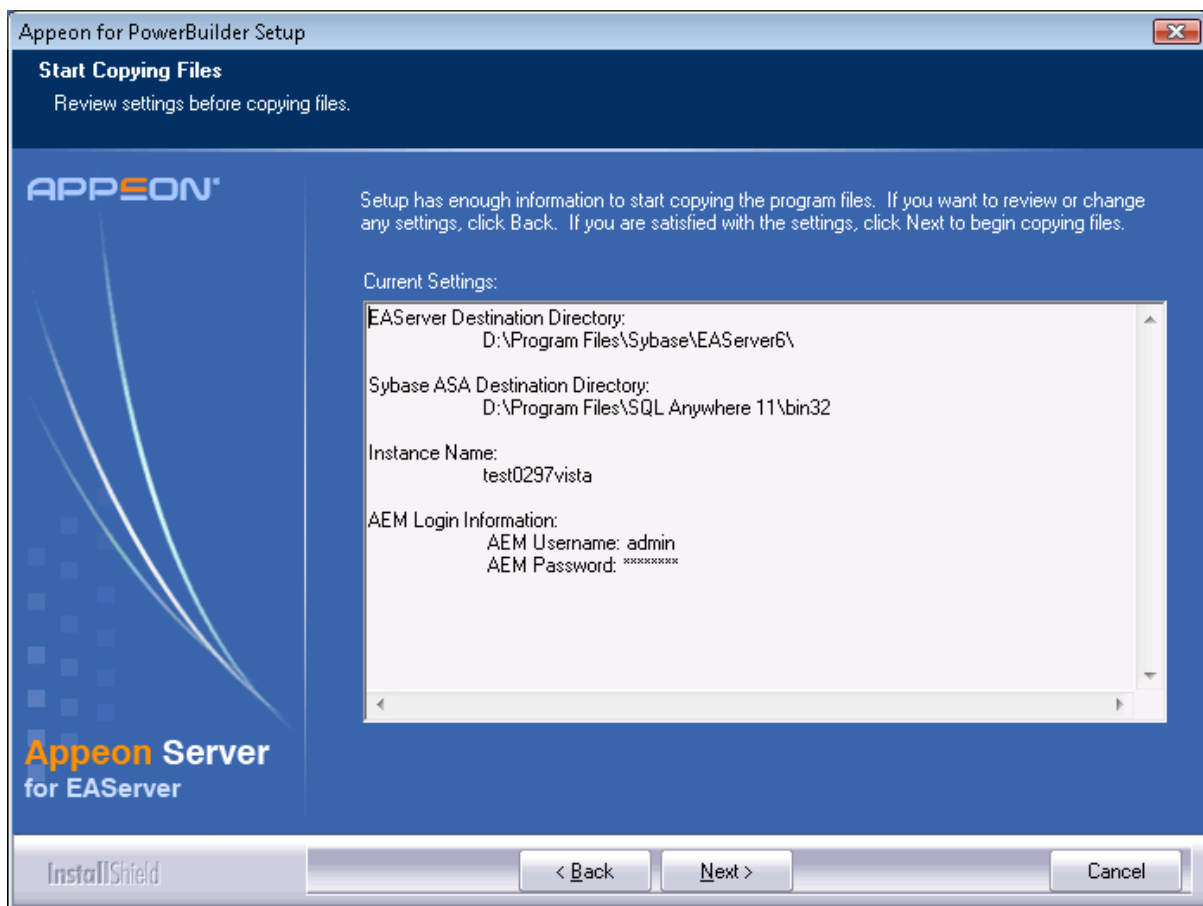 Appeon for PowerBuilder Setup
Start Copying Files
Review settings before copying files.
APPEON
Setup has enough information to start copying the program files. If you want to review or change
any settings, click Back. If you are satisfied with the settings, click Next to begin copying files.
Current Settings:
EAServer Destination Directory:
D:\Program Files\Sybase\EAServer6\
Sybase ASA Destination Directory:
D:\Program Files\SQL Anywhere 11\bin32
Instance Name:
test0297vista
AEM Login Information:
AEM Username: admin
AEM Password: ********
Appeon Server
for EAServer
InstallShield
< Back
Next >
Cancel